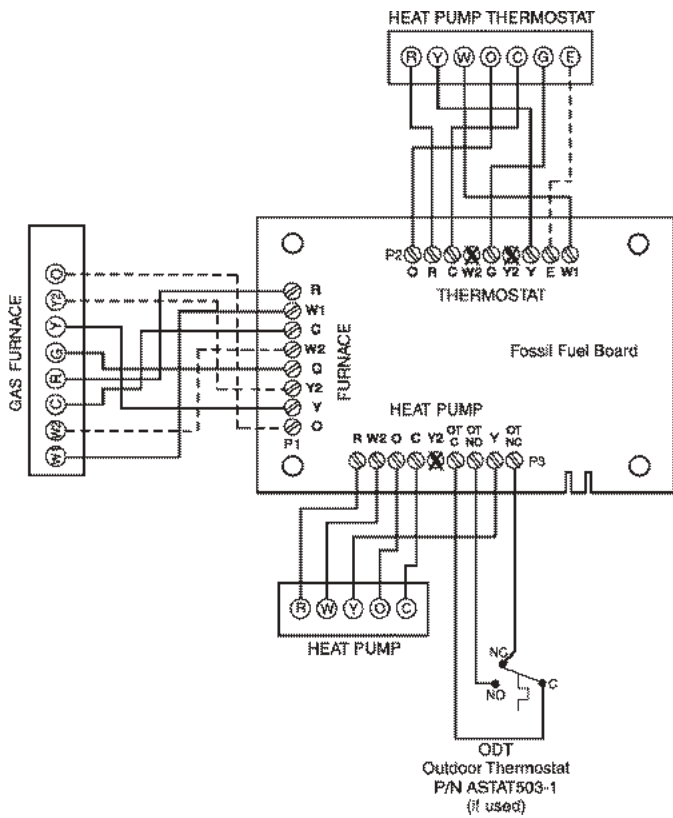 HEAT PUMP THERMOSTAT
R Y W O C G E
P2
O R C W2 G Y2 Y E W1
THERMOSTAT
GAS FURNACE
O
Y2
Y
G
R
C
W2
W1
R
W1
C
W2
G
Y2
Y
O
P1
FURNACE
Fossil Fuel Board
HEAT PUMP
R W2 O C Y2 OT C OT NO Y OT NC
P3
R W Y O C
HEAT PUMP
NC
NO
C
ODT
Outdoor Thermostat
P/N ASTAT503-1
(if used)